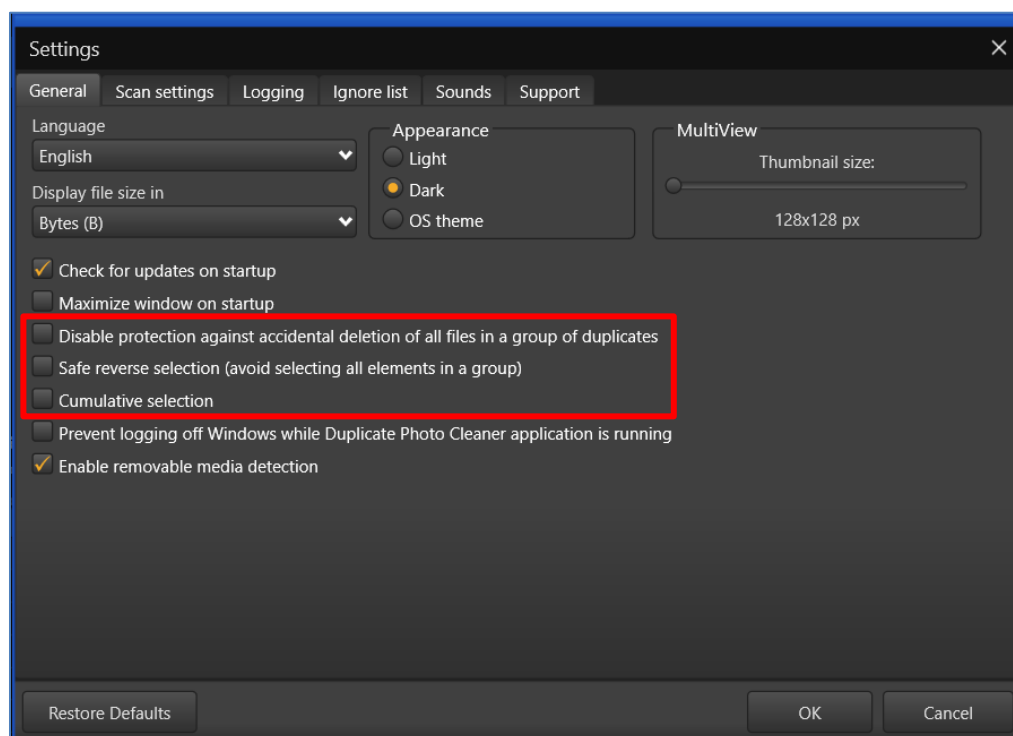 Settings
General Scan settings Logging Ignore list Sounds Support
Language
English
Display file size in
Bytes (B)
Appearance
Light
Dark
OS theme
MultiView
Thumbnail size:
128x128 px
Check for updates on startup
Maximize window on startup
Disable protection against accidental deletion of all files in a group of duplicates
Safe reverse selection (avoid selecting all elements in a group)
Cumulative selection
Prevent logging off Windows while Duplicate Photo Cleaner application is running
Enable removable media detection
Restore Defaults OK Cancel